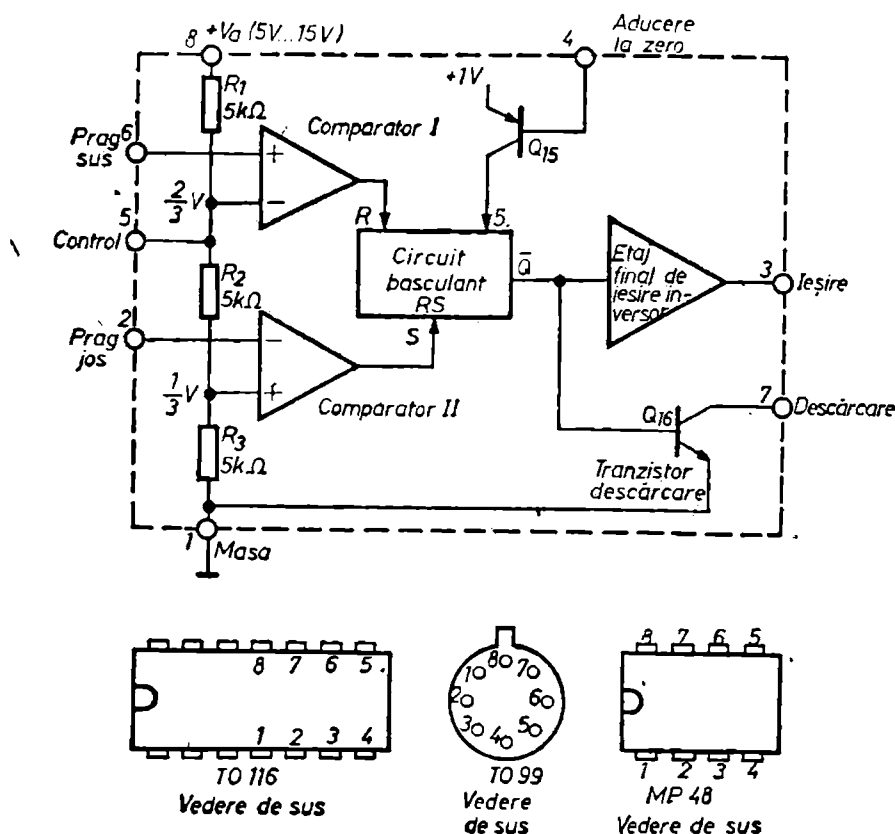 8 +Va (5V...15V)
4 Aducere
la zero
R1
5kΩ
+1V
Prag 6
sus
Comparator I
+
−
Q15
2/3 V
5
Control
R
5.
Circuit
basculant
RS
Q̄
S
Etaj
final de
ieșire in-
versor
3 Ieșire
R2
5kΩ
2
Prag
jos
−
+
1/3 V
Comparator II
7
Descărcare
Q16
R3
5kΩ
Tranzistor
descărcare
1
Masa
8 7 6 5
1 2 3 4
TO 116
Vedere de sus
8
1 7
2 6
3 5
4
TO 99
Vedere
de sus
8 7 6 5
1 2 3 4
MP 48
Vedere de sus